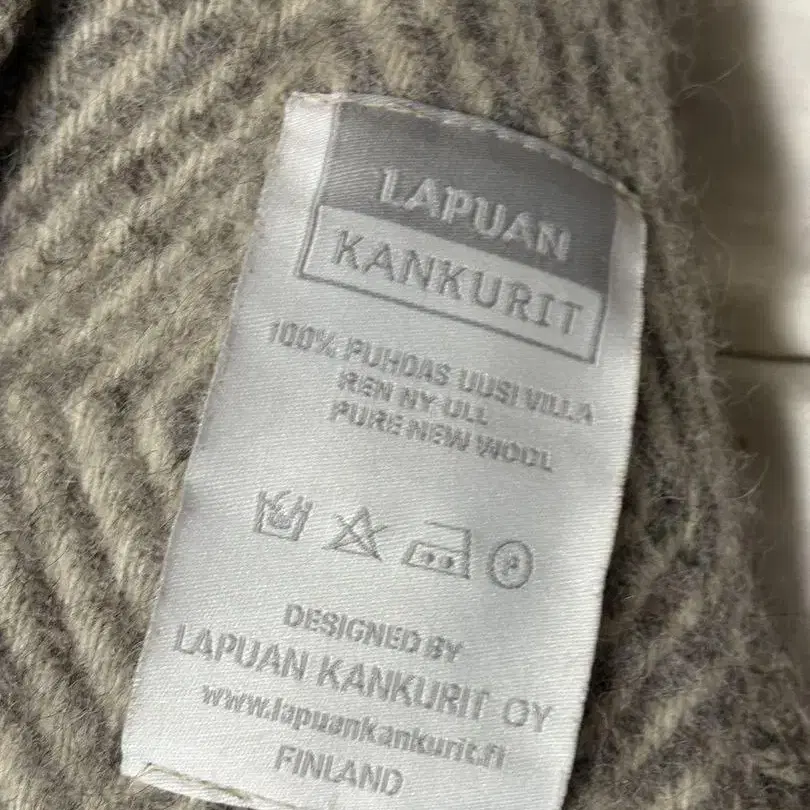 LAPUAN
KANKURIT
100% PUHDAS UUSI VILLA
REN NY ULL
PURE NEW WOOL
P
DESIGNED BY
LAPUAN KANKURIT OY
www.lapuankankurit.fi
FINLAND